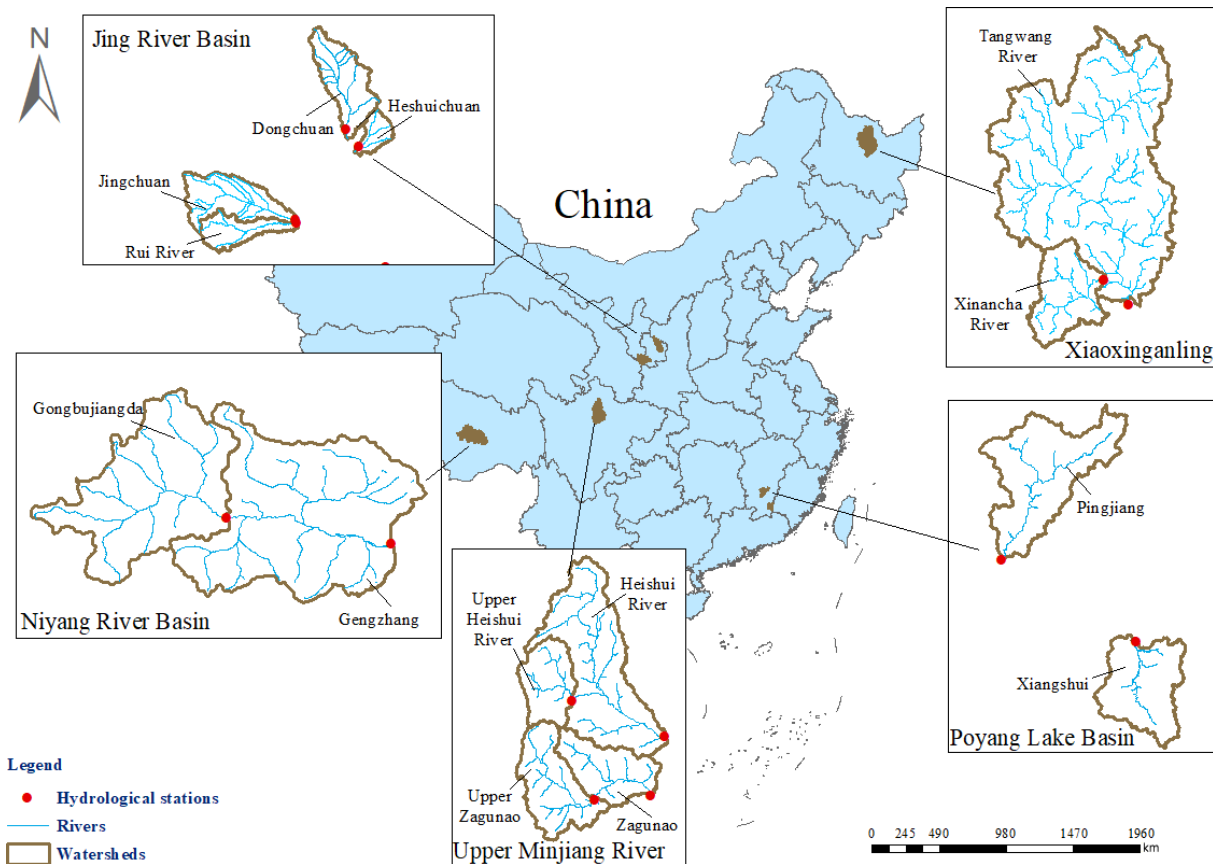 N
Jing River Basin
Heshuichuan
Dongchuan
Jingchuan
Rui River
China
Tangwang
River
Xinancha
River
Xiaoxinganling
Gongbujiangda
Gengzhang
Niyang River Basin
Heishui
River
Upper
Heishui
River
Upper
Zagunao
Zagunao
Upper Minjiang River
Pingjiang
Xiangshui
Poyang Lake Basin
Legend
Hydrological stations
Rivers
Watersheds
0 245 490 980 1470 1960
km